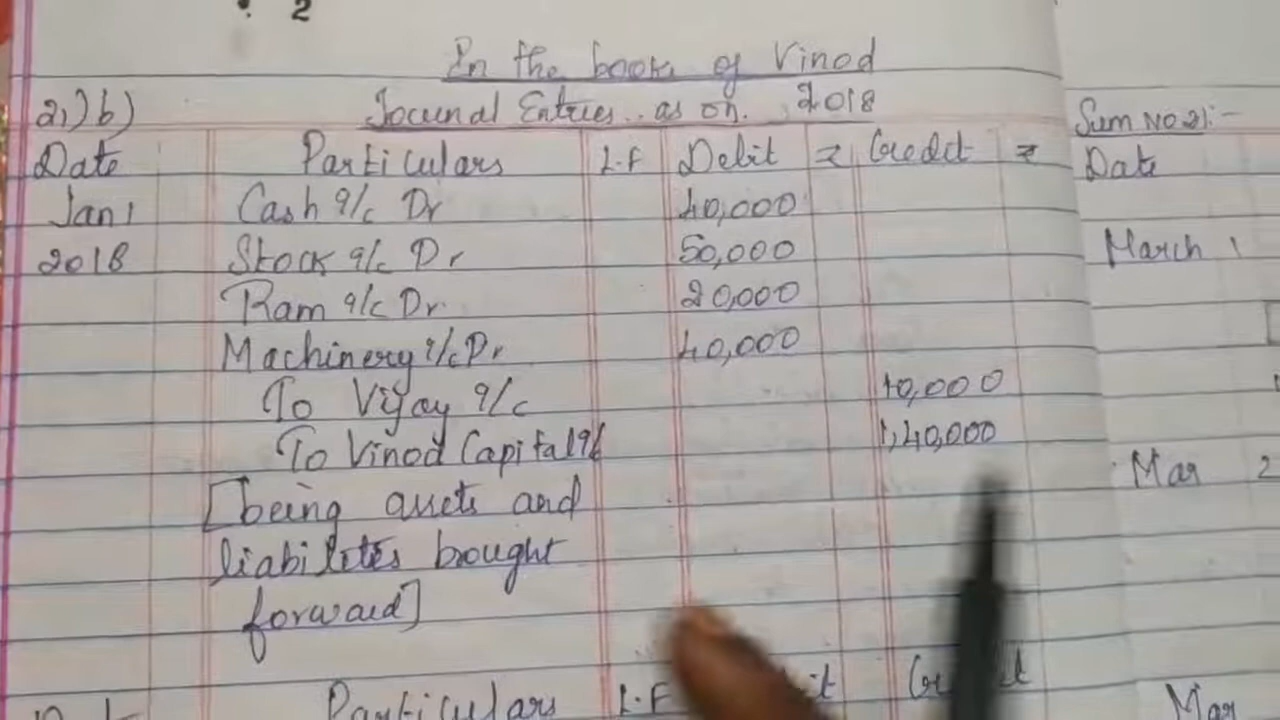 2
In the books of Vinod
21) b) Journal Entries.. as on. 2018
Date Particulars L.F Debit ₹ Credit ₹
Jan 1 Cash a/c Dr 40,000
2018 Stock a/c Dr 50,000
Ram a/c Dr. 20,000
Machinery a/c Dr 40,000
To Vijay a/c 10,000
To Vinod Capital a/c 1,40,000
[being assets and
liabilites bought
forward]
Particulars L.F
Sum No 21:-
Date
March 1
Mar 2
Mar